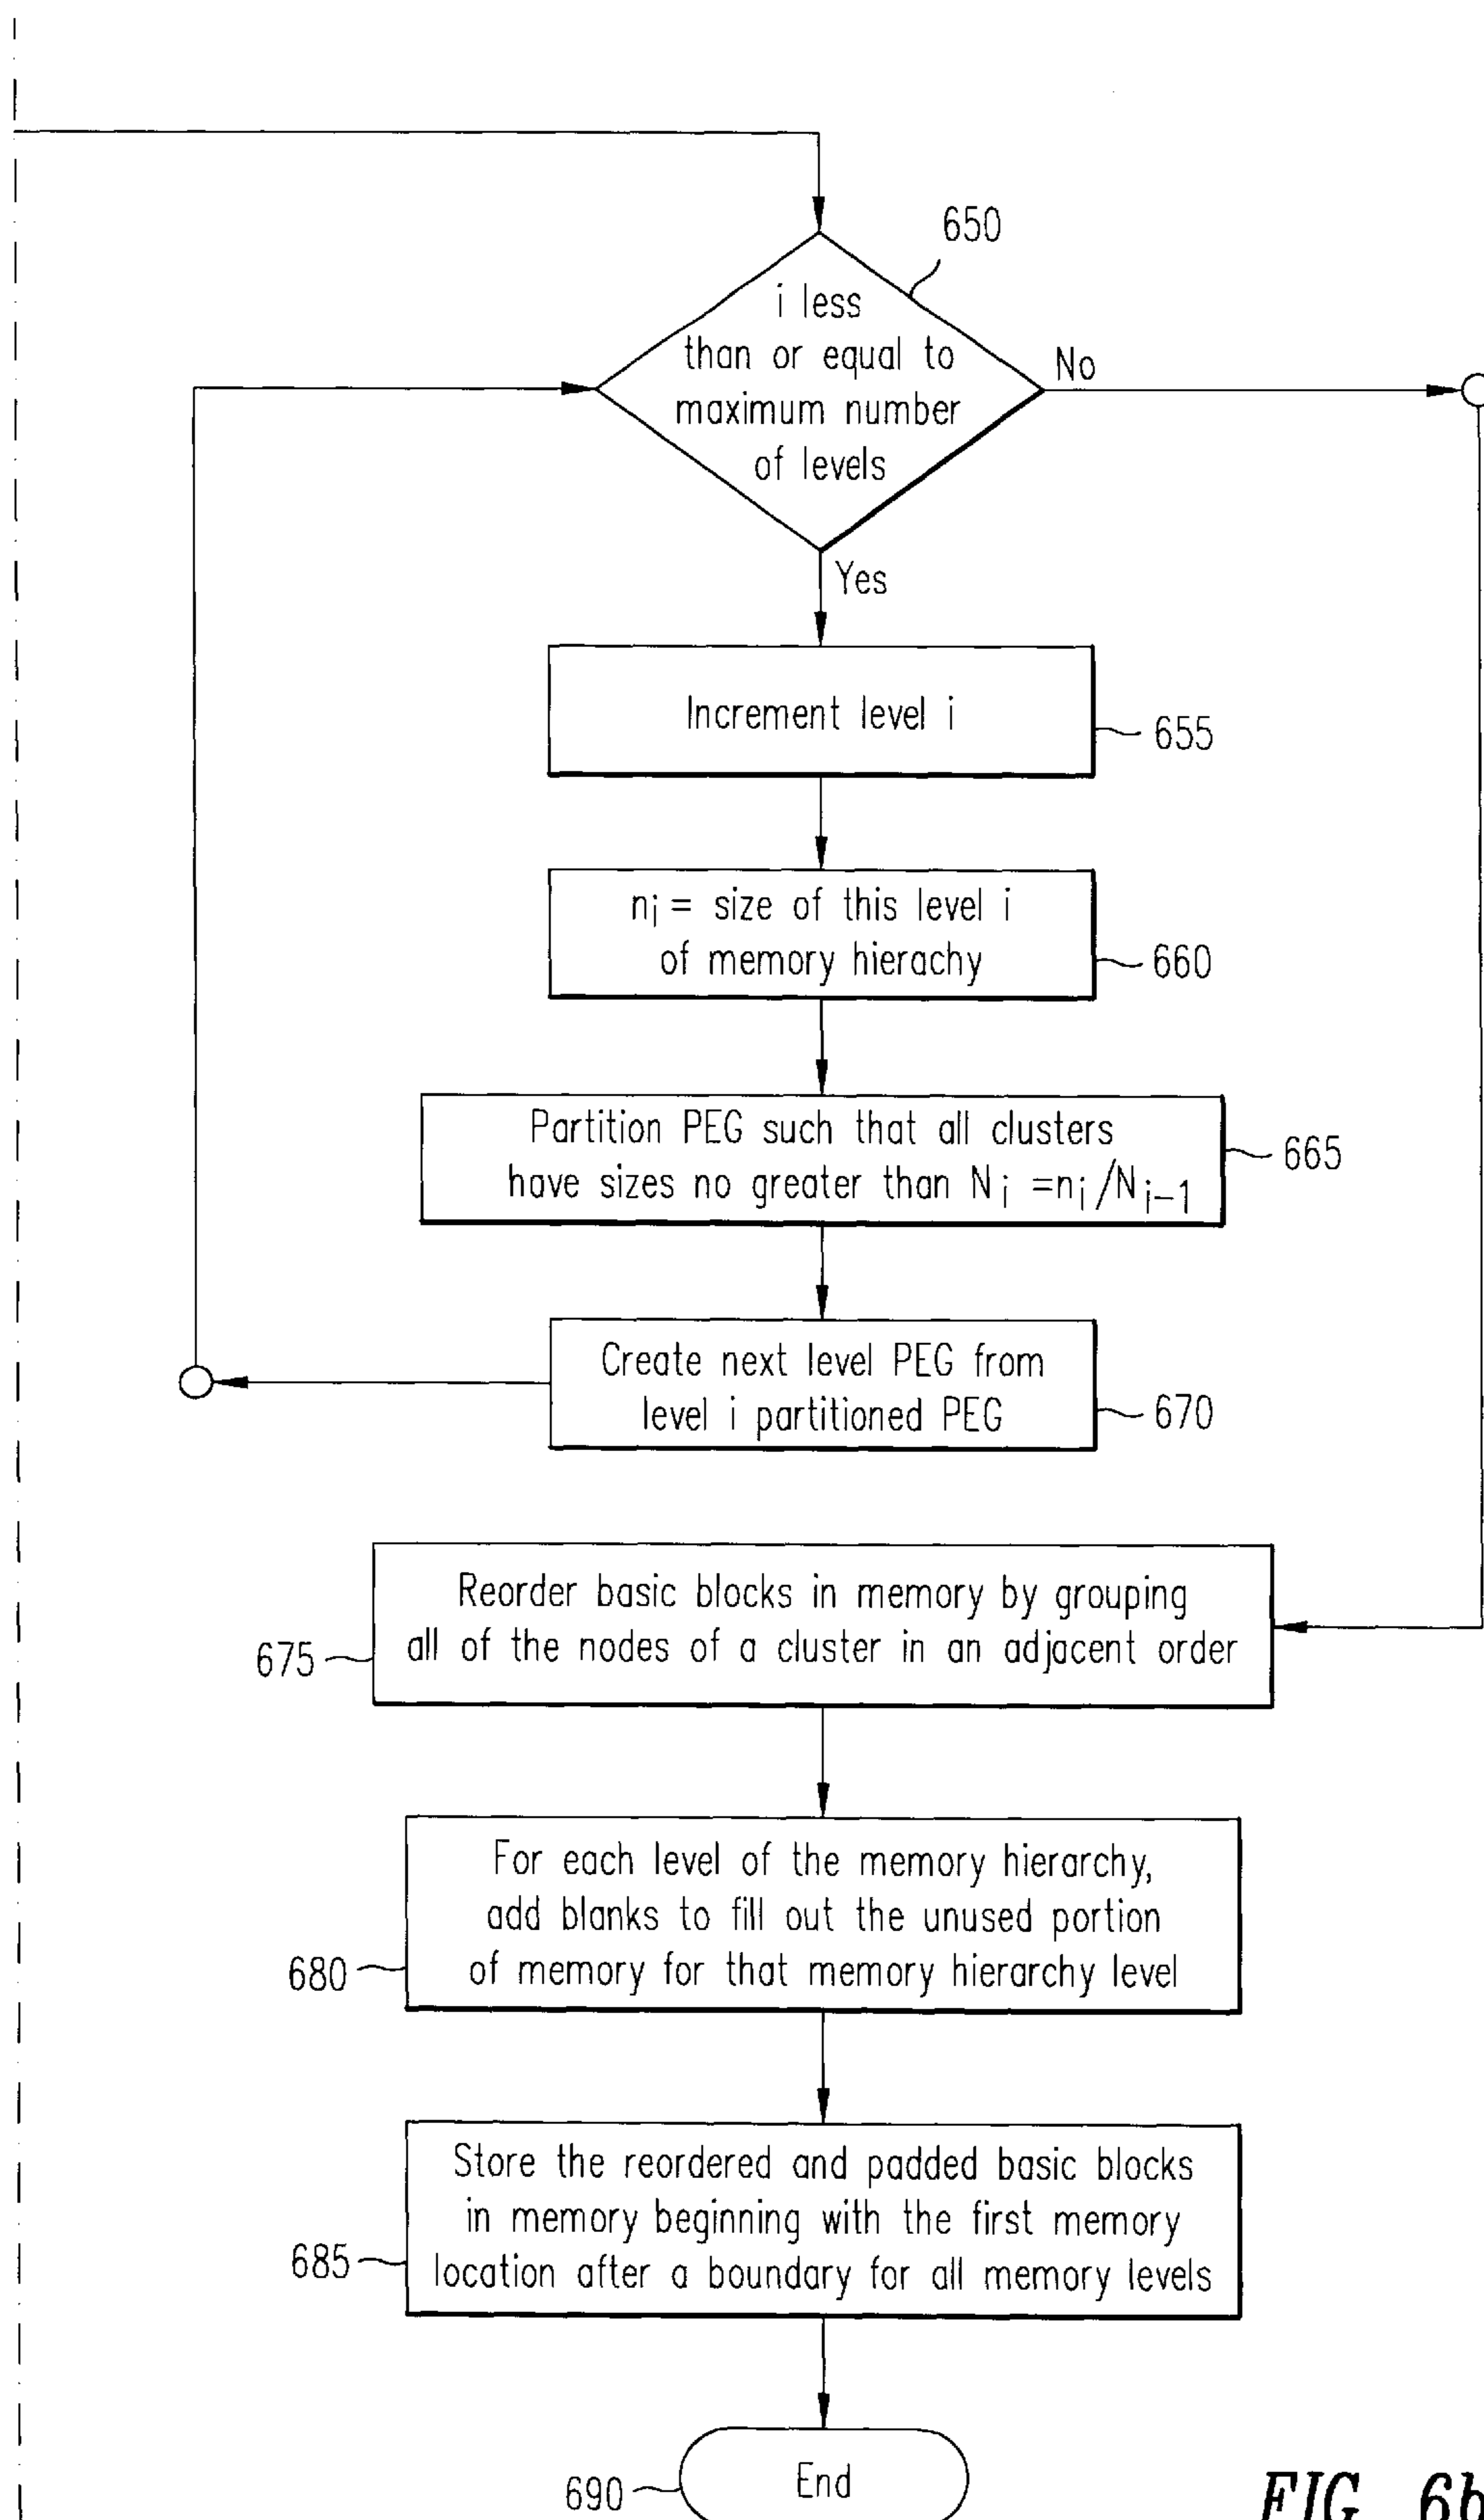 650
i less
than or equal to
maximum number
of levels
No
Yes
Increment level i
655
nᵢ = size of this level i
of memory hierachy
660
Partition PEG such that all clusters
have sizes no greater than Nᵢ =nᵢ/Nᵢ₋₁
665
Create next level PEG from
level i partitioned PEG
670
Reorder basic blocks in memory by grouping
all of the nodes of a cluster in an adjacent order
675
For each level of the memory hierarchy,
add blanks to fill out the unused portion
of memory for that memory hierarchy level
680
Store the reordered and padded basic blocks
in memory beginning with the first memory
location after a boundary for all memory levels
685
End
690
FIG. 6b